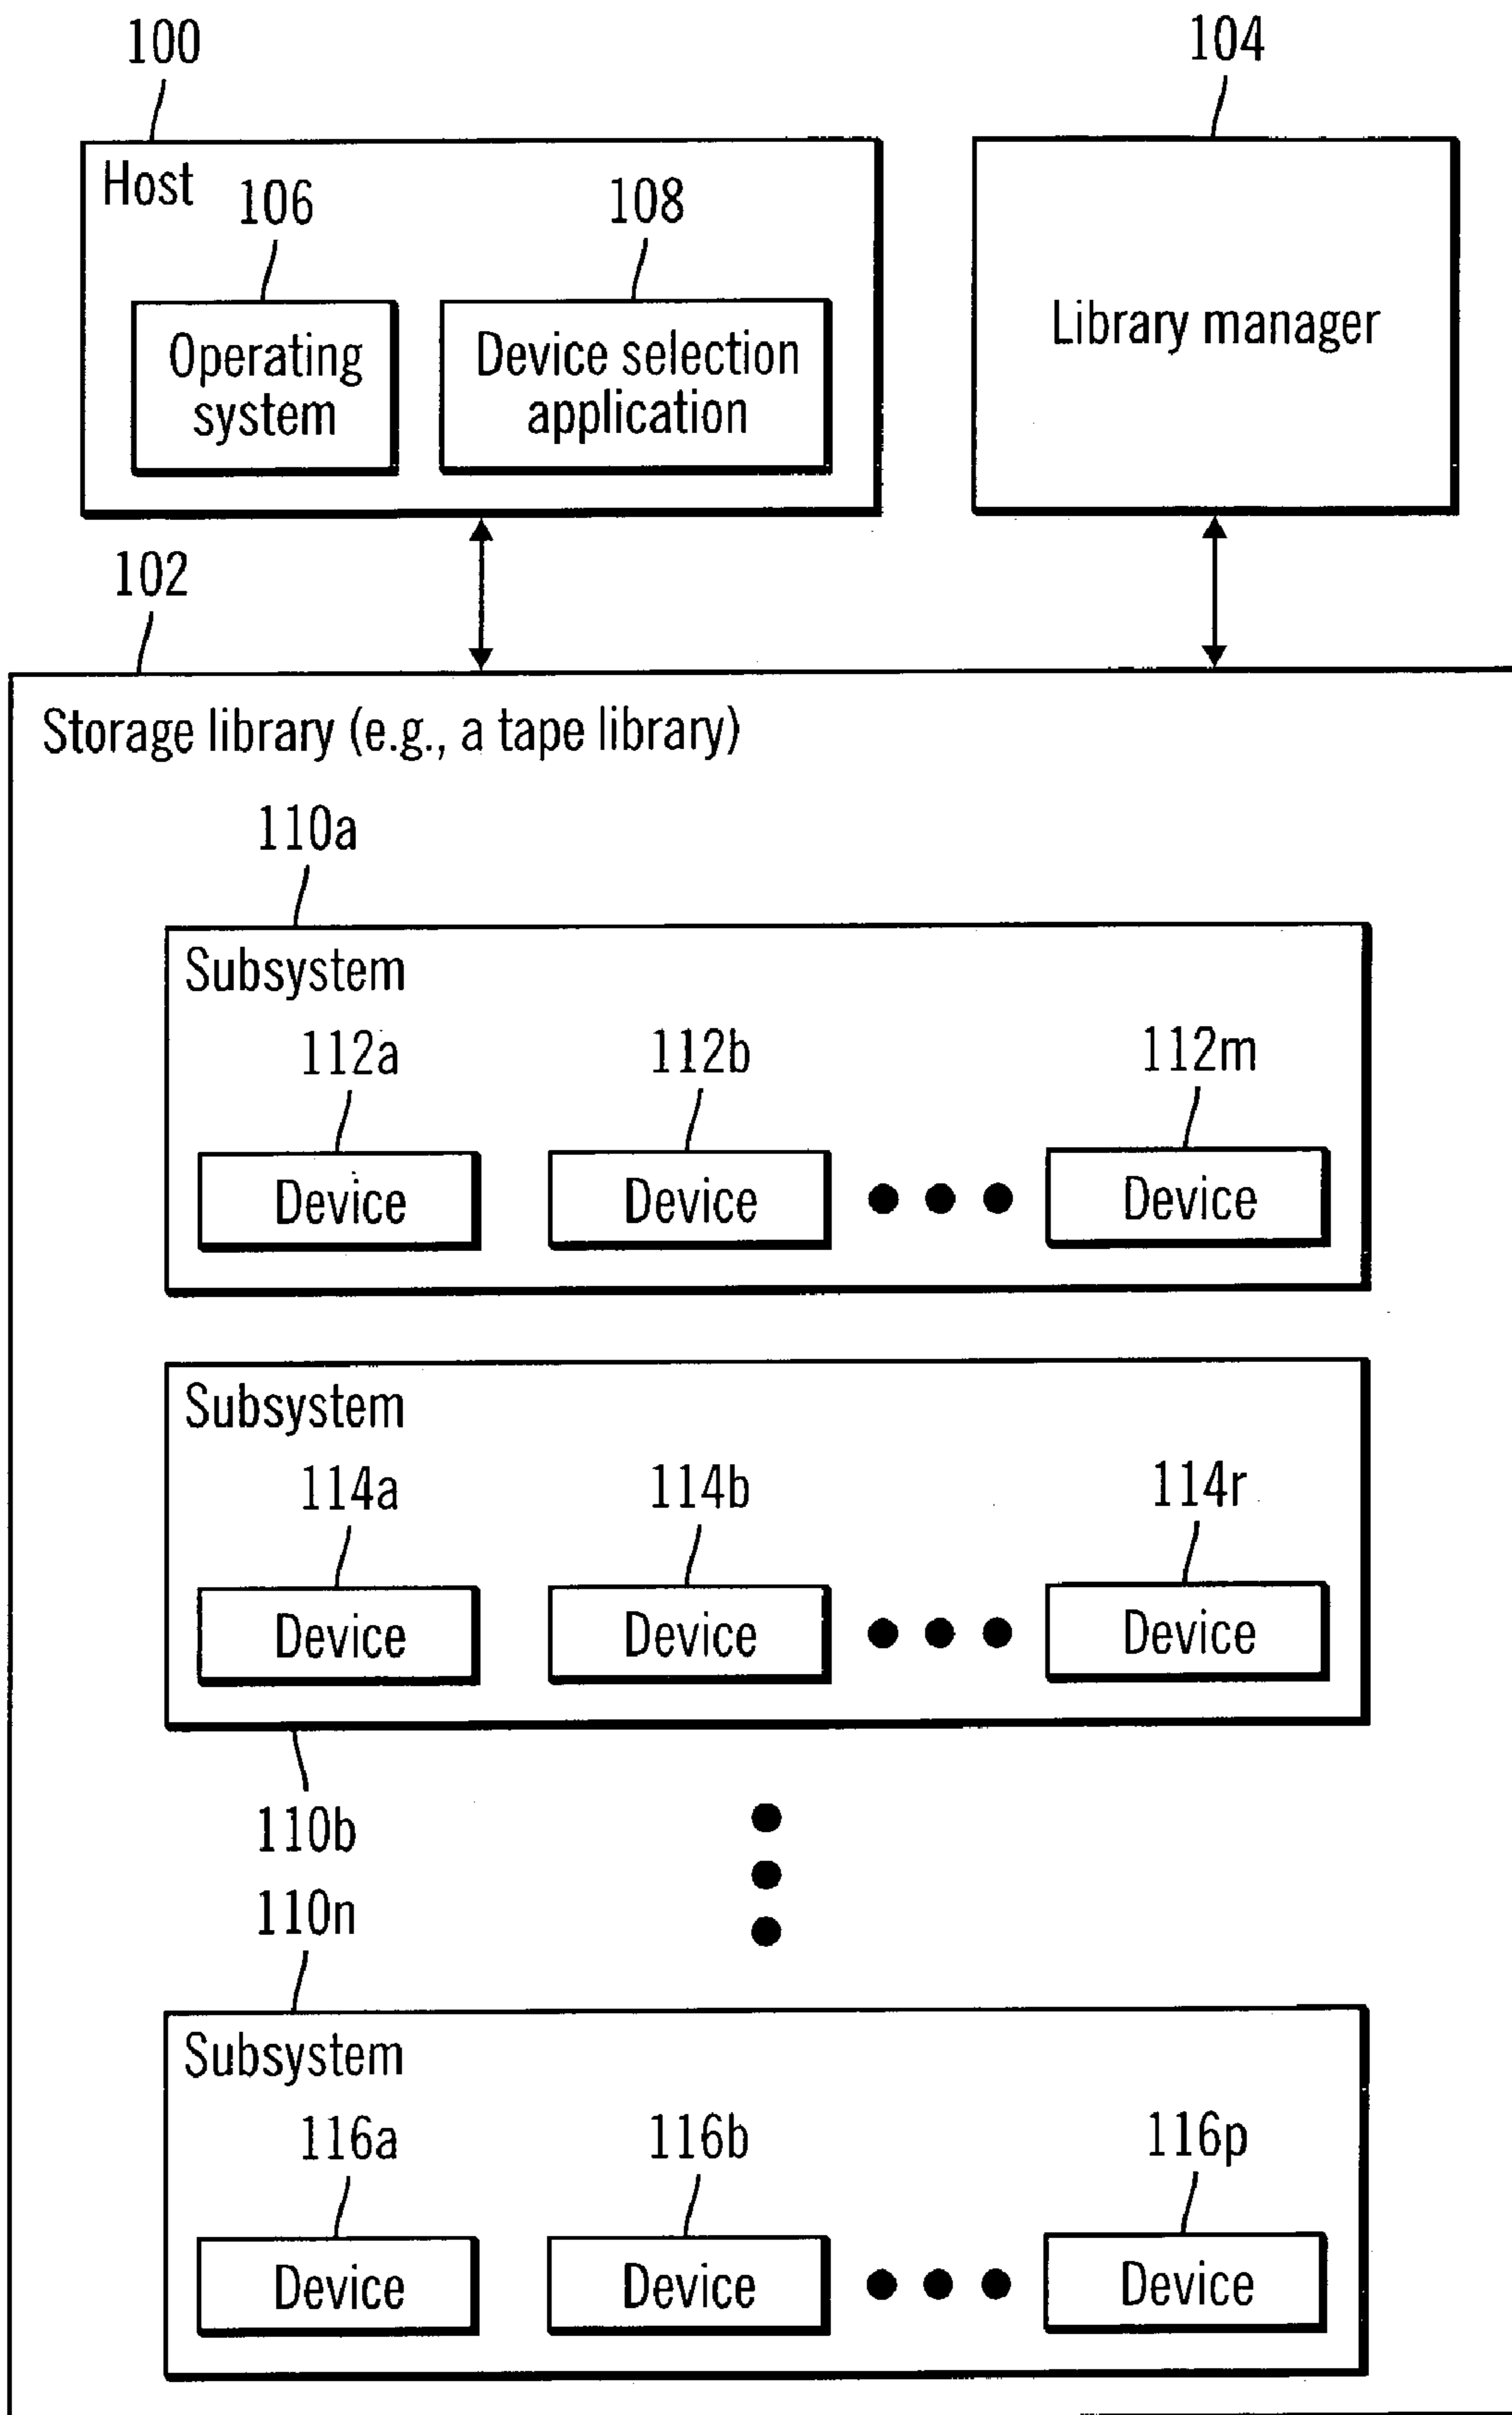 100
104
Host
106
108
Operating
system
Device selection
application
Library manager
102
Storage library (e.g., a tape library)
110a
Subsystem
112a
112b
112m
Device
Device
Device
Subsystem
114a
114b
114r
Device
Device
Device
110b
110n
Subsystem
116a
116b
116p
Device
Device
Device